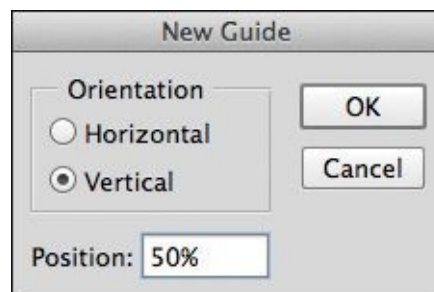 New Guide
Orientation
Horizontal
Vertical
OK
Cancel
Position: 50%